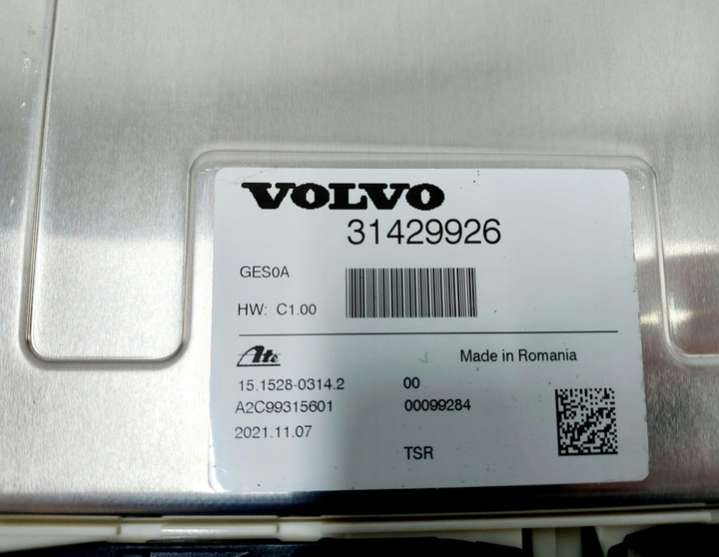 VOLVO
31429926
GES0A
HW: C1.00
Ate
Made in Romania
15.1528-0314.2 00
A2C99315601 00099284
2021.11.07
TSR